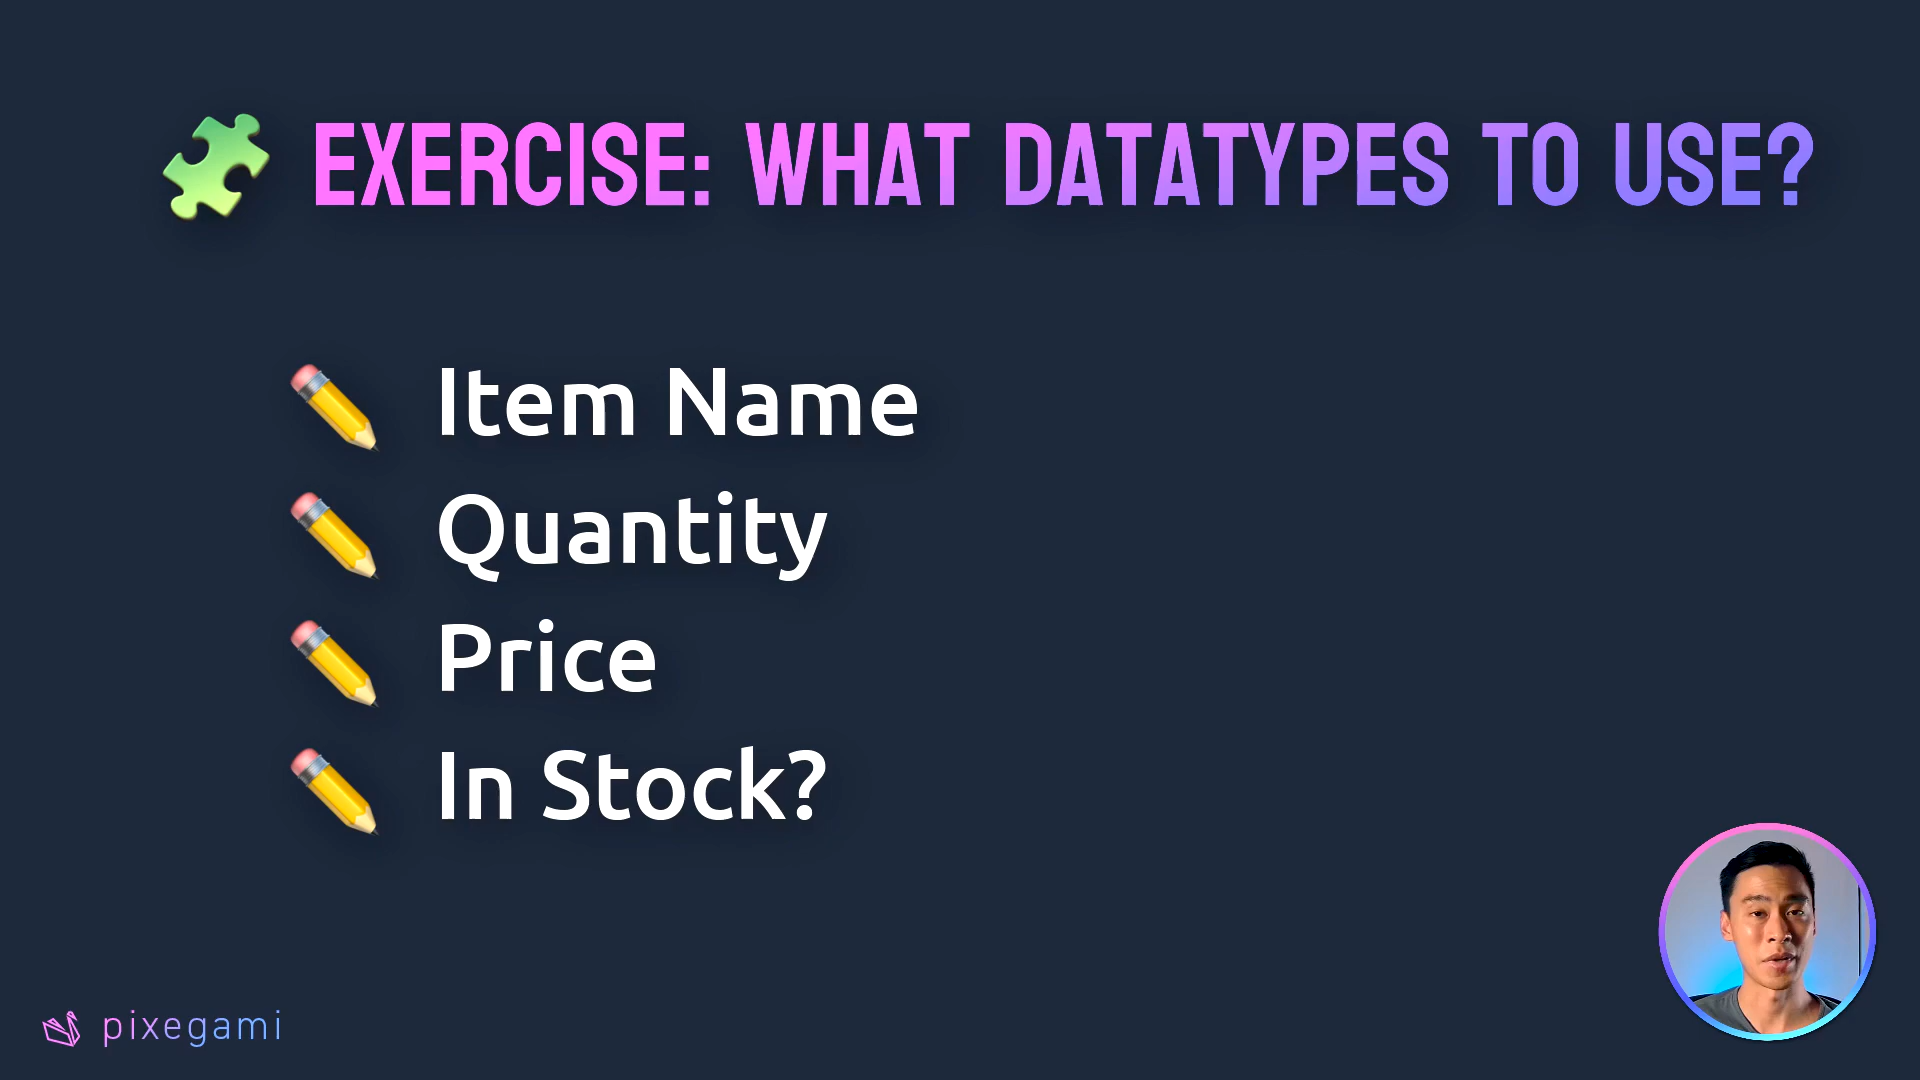 EXERCISE: WHAT DATATYPES TO USE?
Item Name
Quantity
Price
In Stock?
pixegami